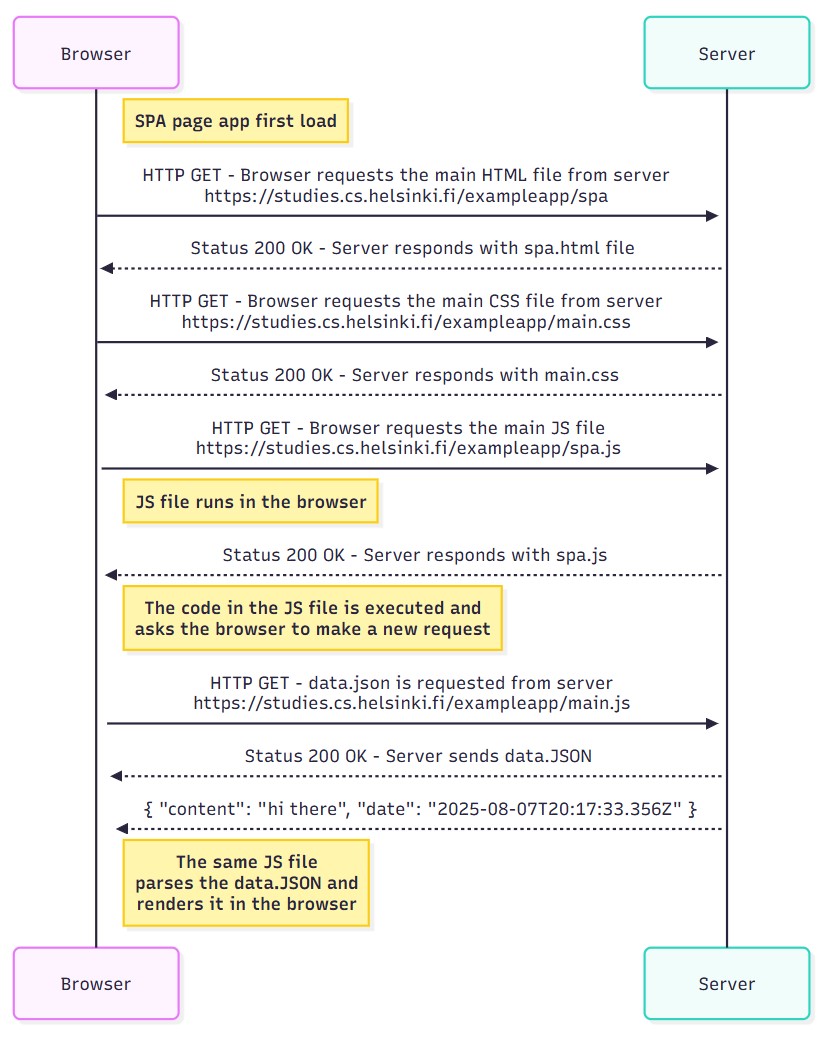 Browser
Server
SPA page app first load
HTTP GET - Browser requests the main HTML file from server
https://studies.cs.helsinki.fi/exampleapp/spa
Status 200 OK - Server responds with spa.html file
HTTP GET - Browser requests the main CSS file from server
https://studies.cs.helsinki.fi/exampleapp/main.css
Status 200 OK - Server responds with main.css
HTTP GET - Browser requests the main JS file
https://studies.cs.helsinki.fi/exampleapp/spa.js
JS file runs in the browser
Status 200 OK - Server responds with spa.js
The code in the JS file is executed and
asks the browser to make a new request
HTTP GET - data.json is requested from server
https://studies.cs.helsinki.fi/exampleapp/main.js
Status 200 OK - Server sends data.JSON
{ "content": "hi there", "date": "2025-08-07T20:17:33.356Z" }
The same JS file
parses the data.JSON and
renders it in the browser
Browser
Server